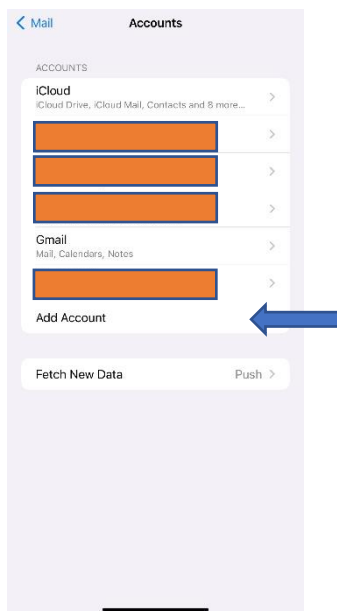 Mail
Accounts
ACCOUNTS
iCloud
iCloud Drive, iCloud Mail, Contacts and 8 more...
Gmail
Mail, Calendars, Notes
Add Account
Fetch New Data
Push